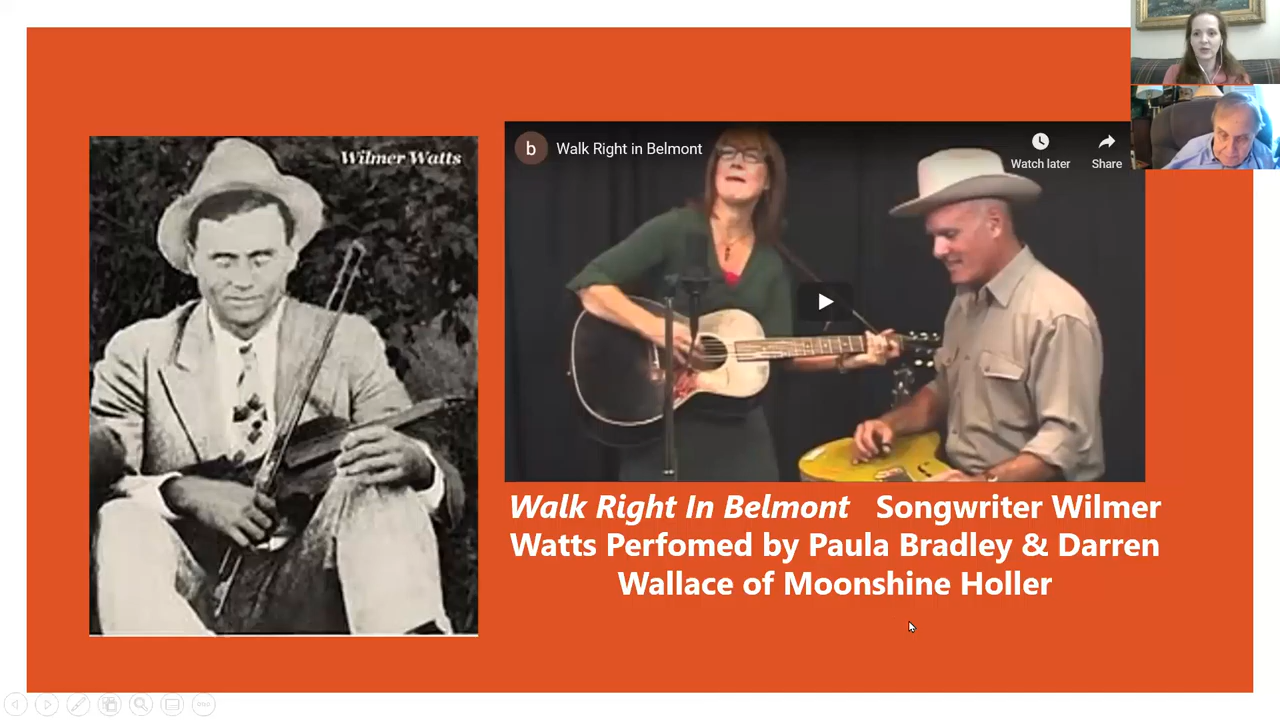 Wilmer Watts
b
Walk Right in Belmont
Watch later
Share
Walk Right In Belmont Songwriter Wilmer
Watts Perfomed by Paula Bradley & Darren
Wallace of Moonshine Holler